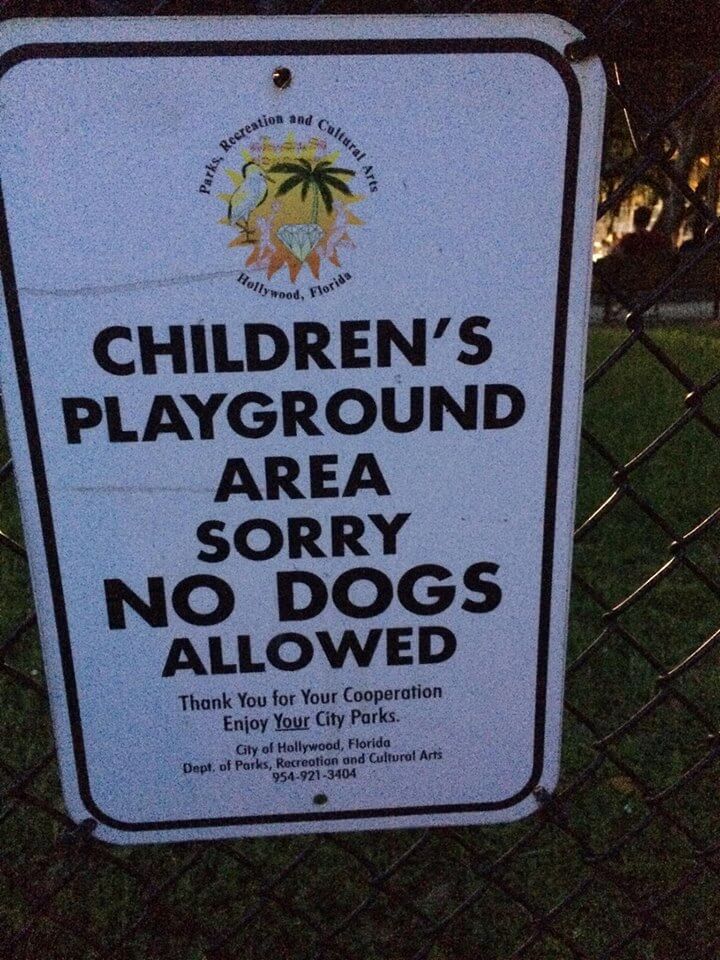 Parks, Recreation and Cultural Arts
Hollywood, Florida
CHILDREN'S
PLAYGROUND
AREA
SORRY
NO DOGS
ALLOWED
Thank You for Your Cooperation
Enjoy Your City Parks.
City of Hollywood, Florida
Dept. of Parks, Recreation and Cultural Arts
954-921-3404